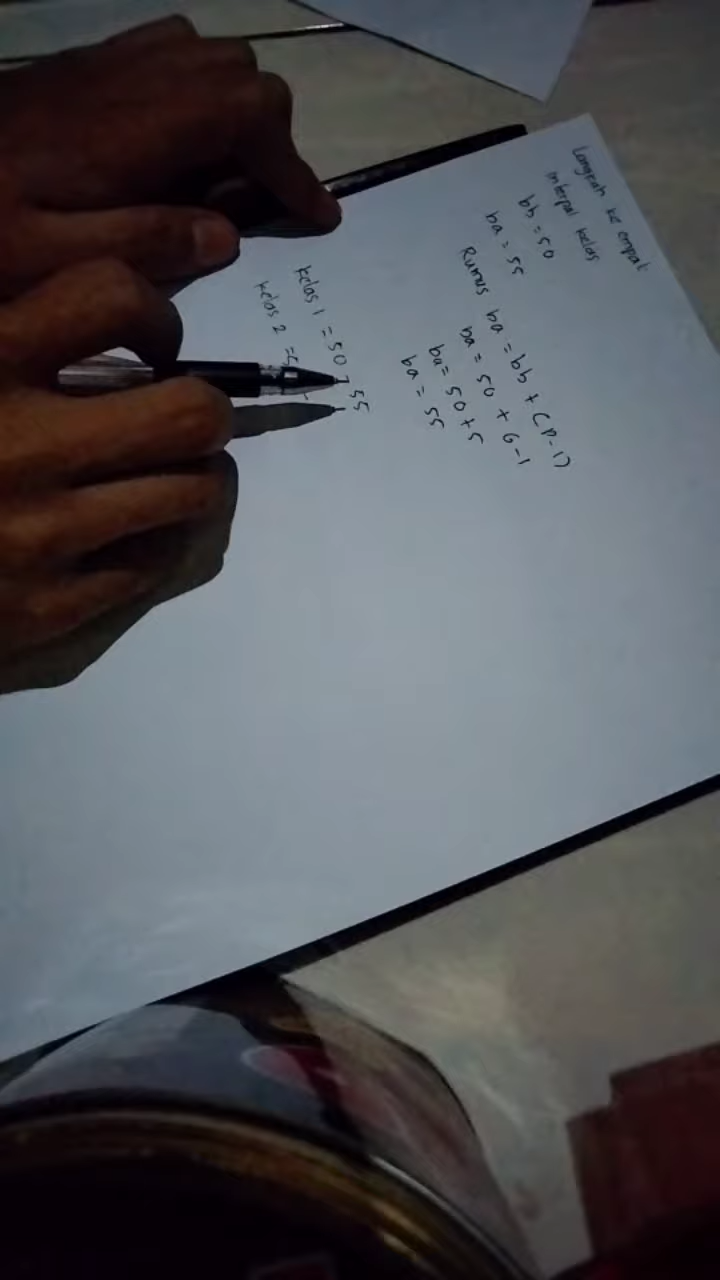 Langkah ke empat
interpal kelas
bb = 50
ba = 55
Rumus ba = bb + (P-1)
ba = 50 + 6-1
ba = 50 + 5
ba = 55
kelas 1 = 50 - 55
kelas 2 =